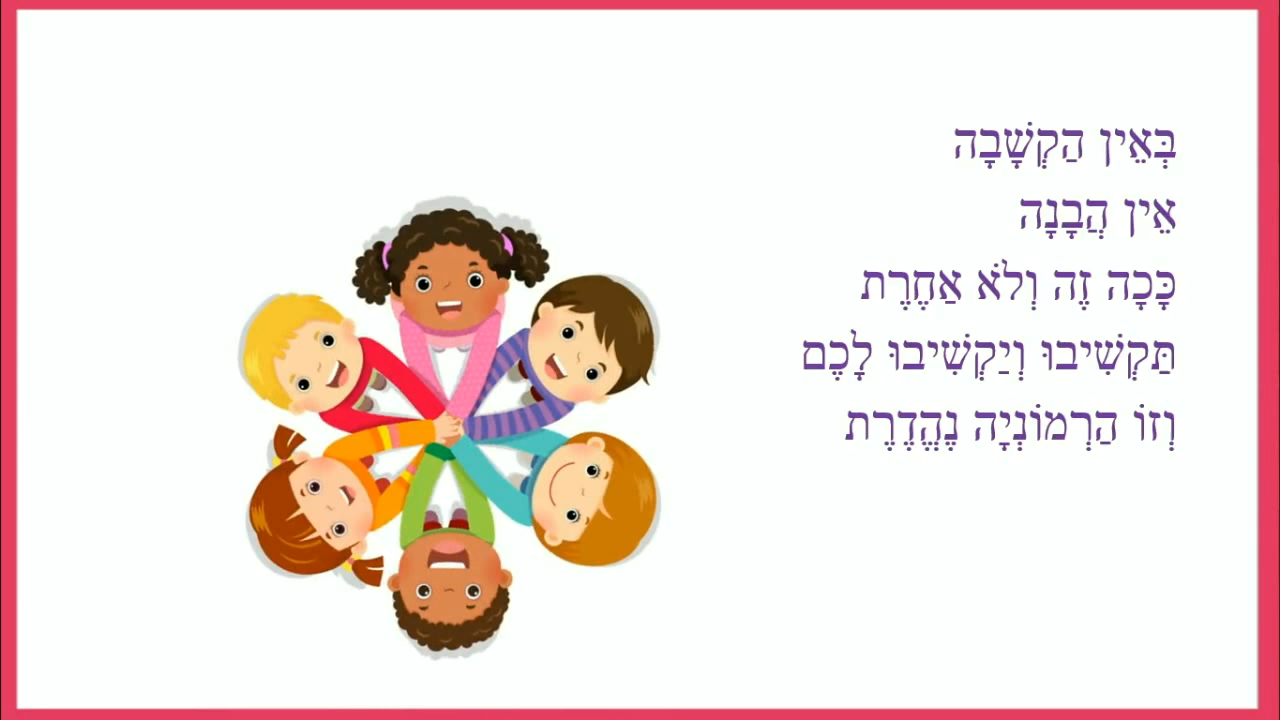 בְּאֵין הַקְשָׁבָה
אֵין הֲבָנָה
כָּכָה זֶה וְלֹא אַחֶרֶת
תַּקְשִׁיבוּ וְיַקְשִׁיבוּ לָכֶם
וְזוֹ הַרְמוֹנְיָה נֶהֱדֶרֶת